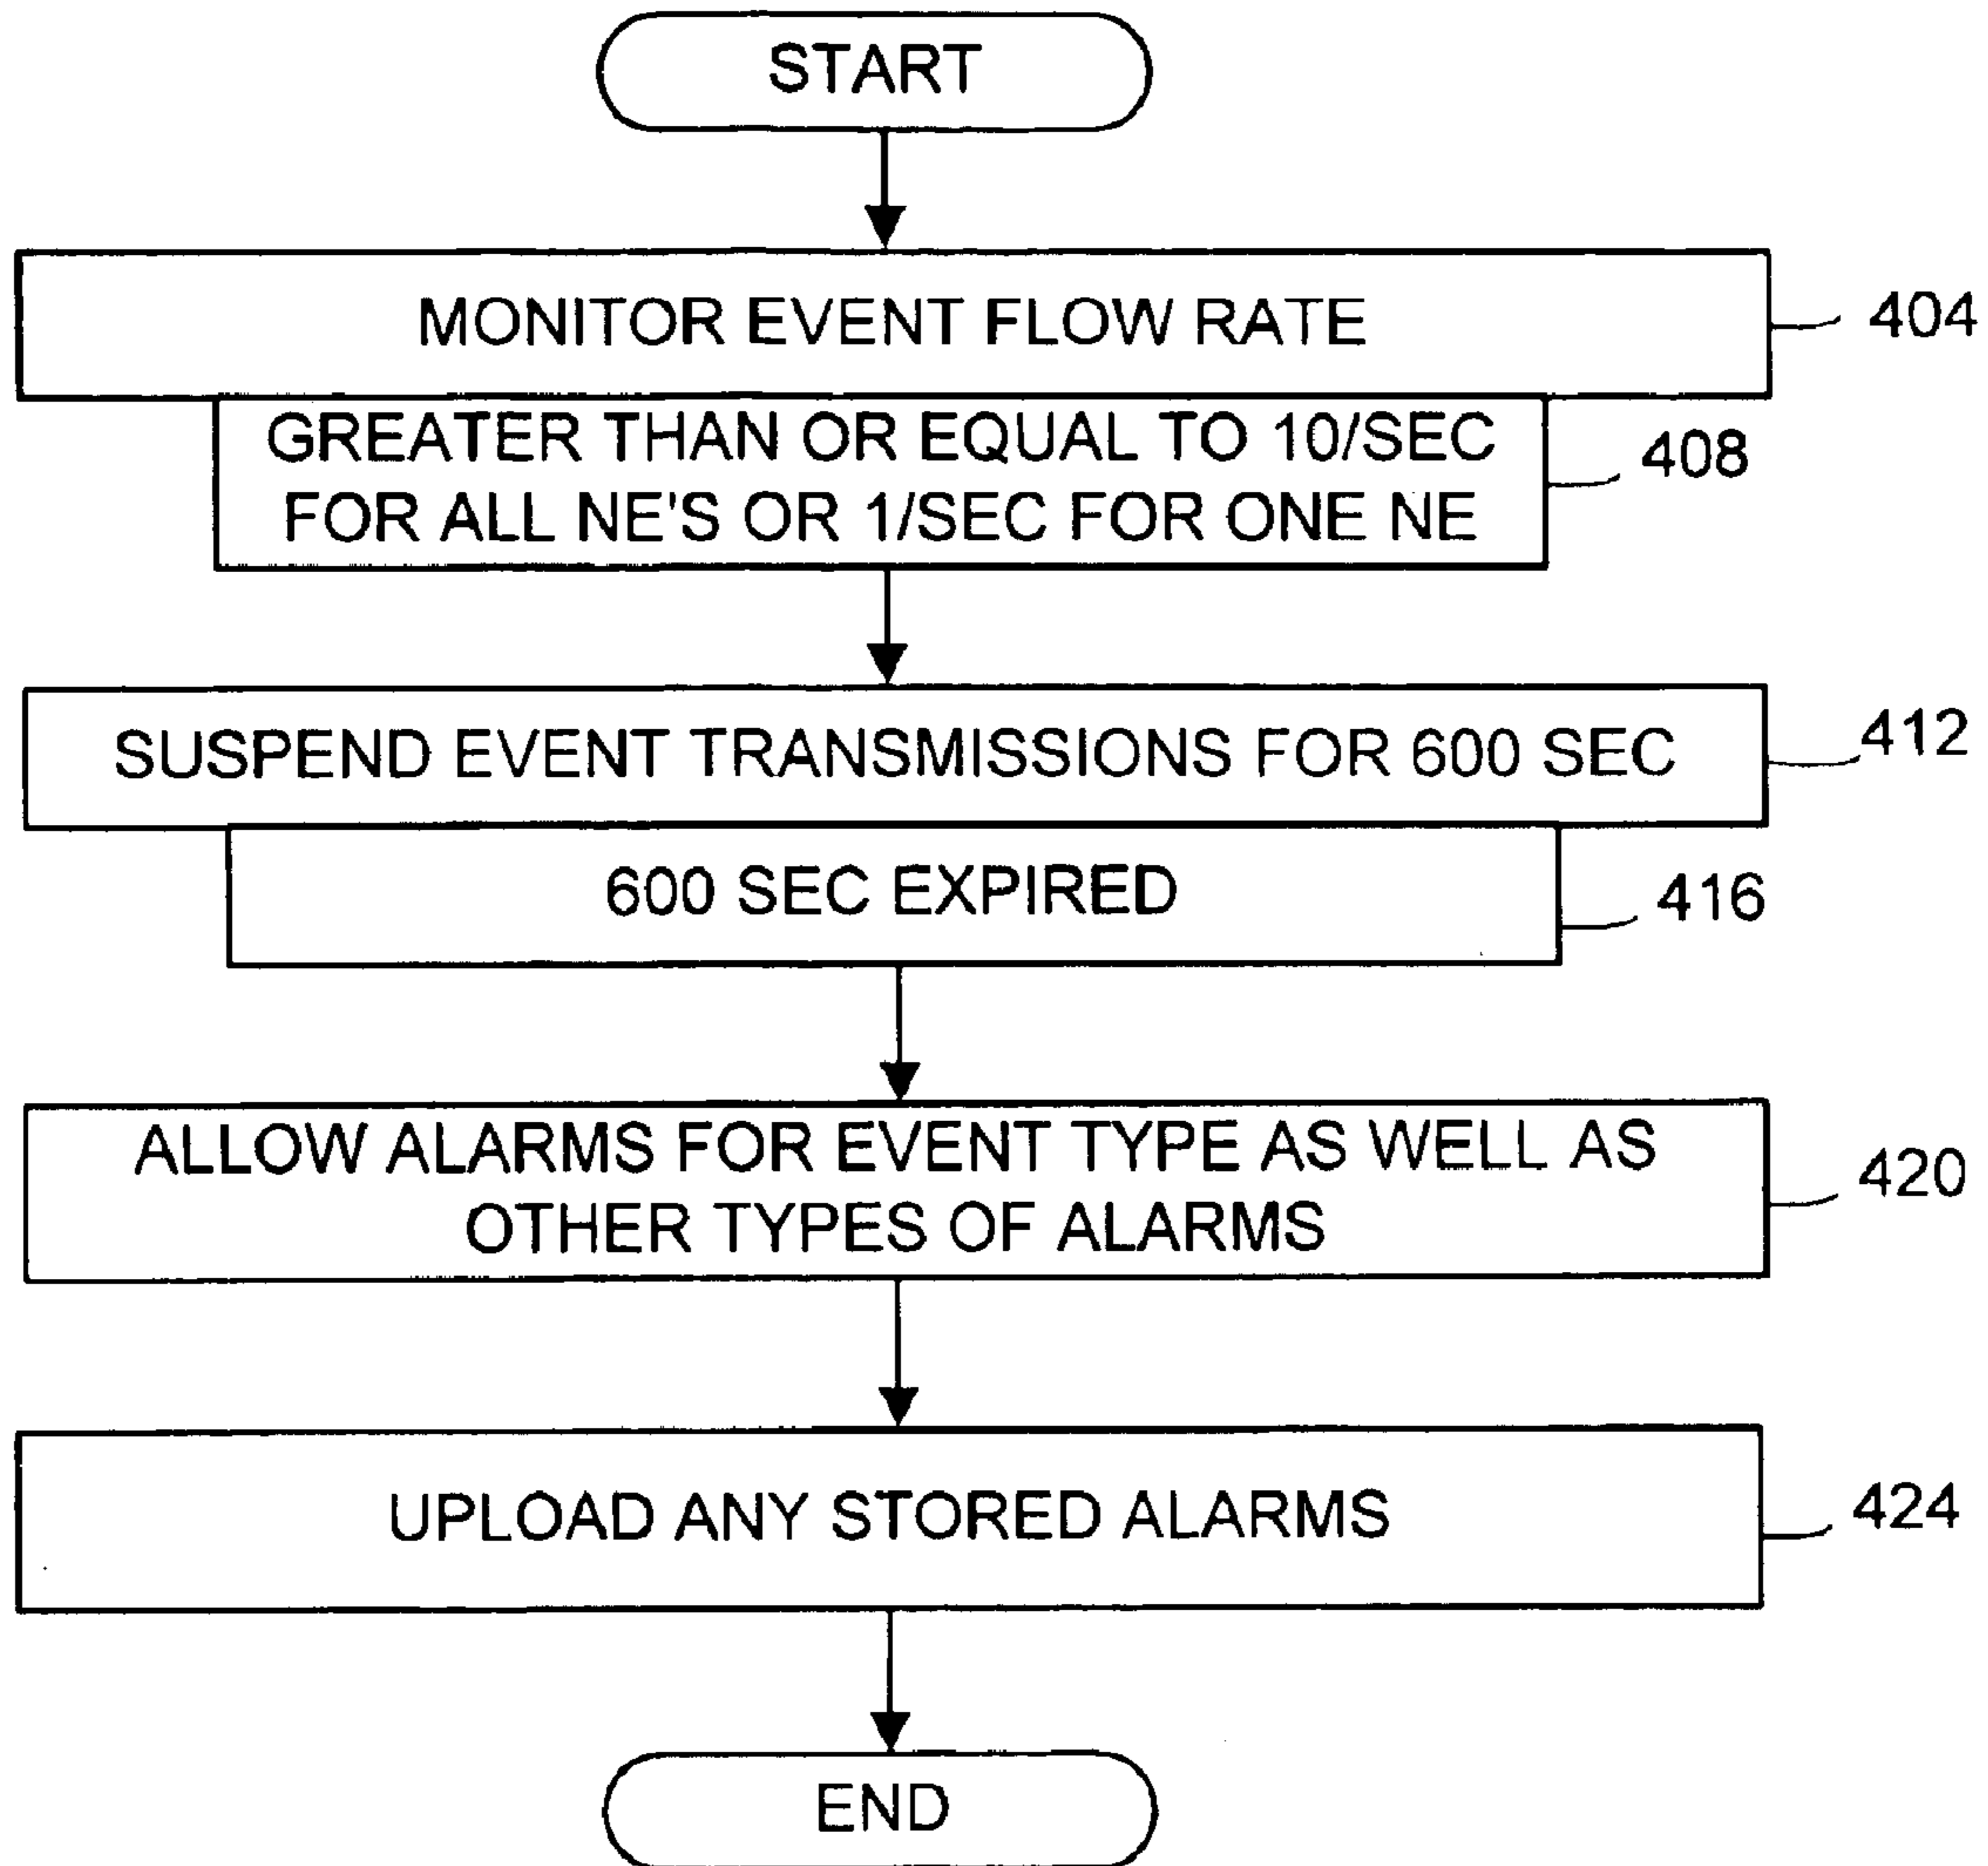 START
MONITOR EVENT FLOW RATE
404
GREATER THAN OR EQUAL TO 10/SEC
FOR ALL NE'S OR 1/SEC FOR ONE NE
408
SUSPEND EVENT TRANSMISSIONS FOR 600 SEC
412
600 SEC EXPIRED
416
ALLOW ALARMS FOR EVENT TYPE AS WELL AS
OTHER TYPES OF ALARMS
420
UPLOAD ANY STORED ALARMS
424
END